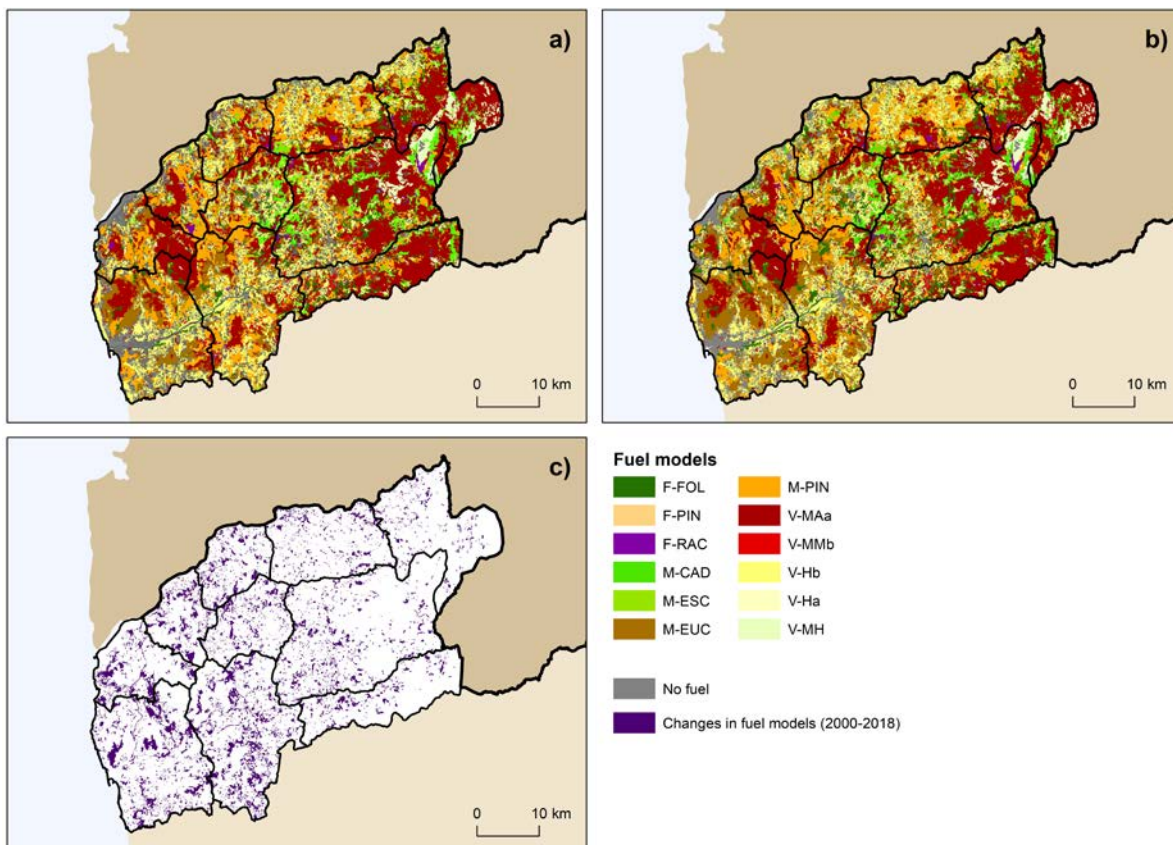 a)
0 10 km
b)
0 10 km
c)
0 10 km
Fuel models
F-FOL
F-PIN
F-RAC
M-CAD
M-ESC
M-EUC
M-PIN
V-MAa
V-MMb
V-Hb
V-Ha
V-MH
No fuel
Changes in fuel models (2000-2018)